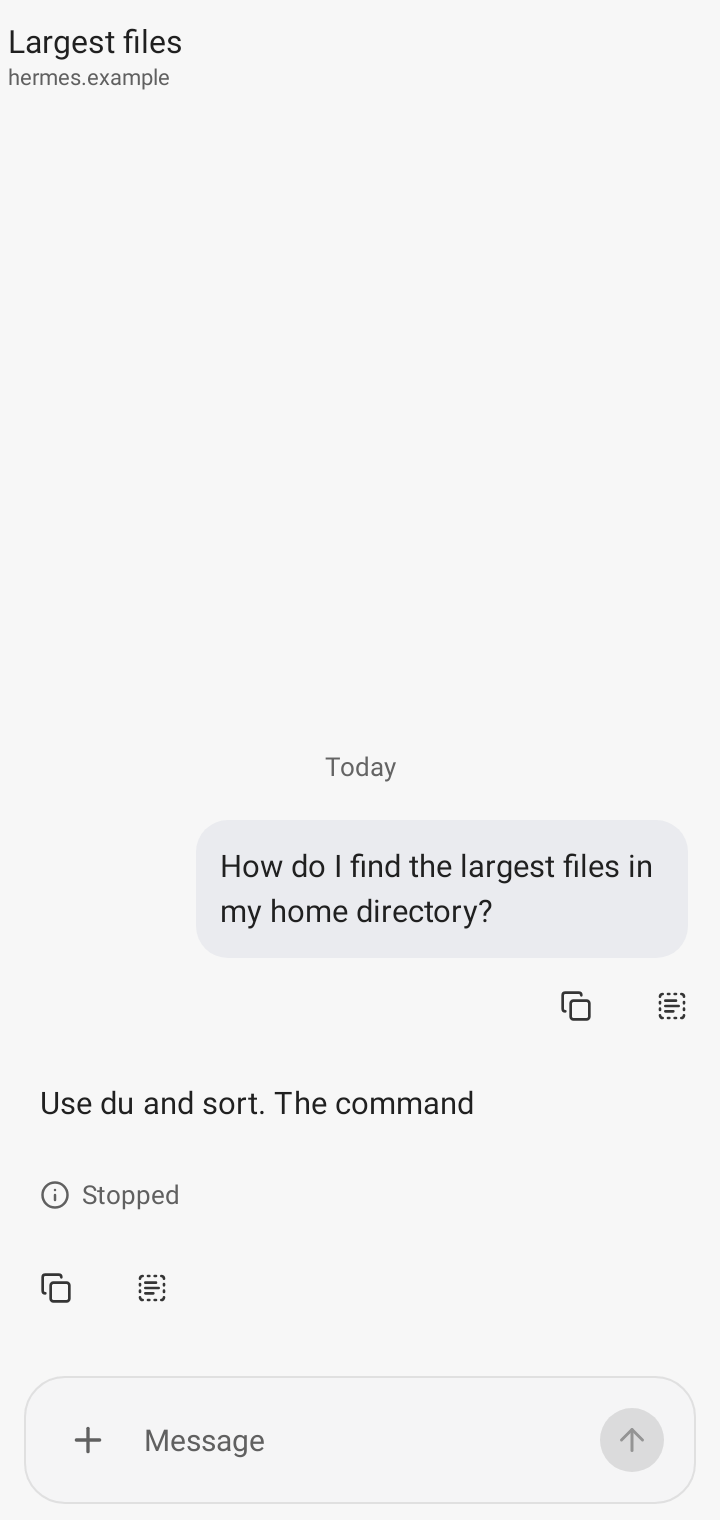 Largest files
hermes.example
Today
How do I find the largest files in
my home directory?
Use du and sort. The command
Stopped
Message